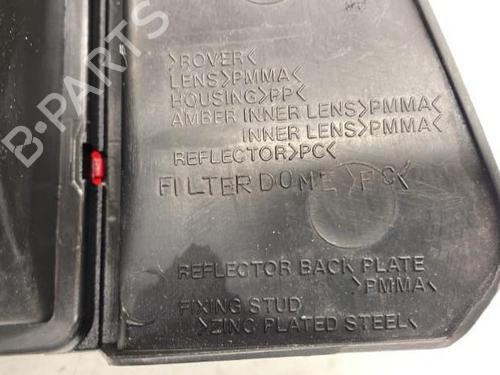 >ROVER<
LENS>PMMA<
HOUSING>PP<
AMBER INNER LENS>PMMA<
INNER LENS>PMMA<
REFLECTOR>PC<
FILTER DOME >PC<
REFLECTOR BACK PLATE
>PMMA<
FIXING STUD
>ZINC PLATED STEEL<
B-PARTS